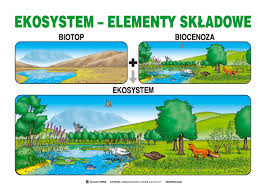 EKOSYSTEM – ELEMENTY SKŁADOWE
BIOTOP
BIOCENOZA
+
EKOSYSTEM